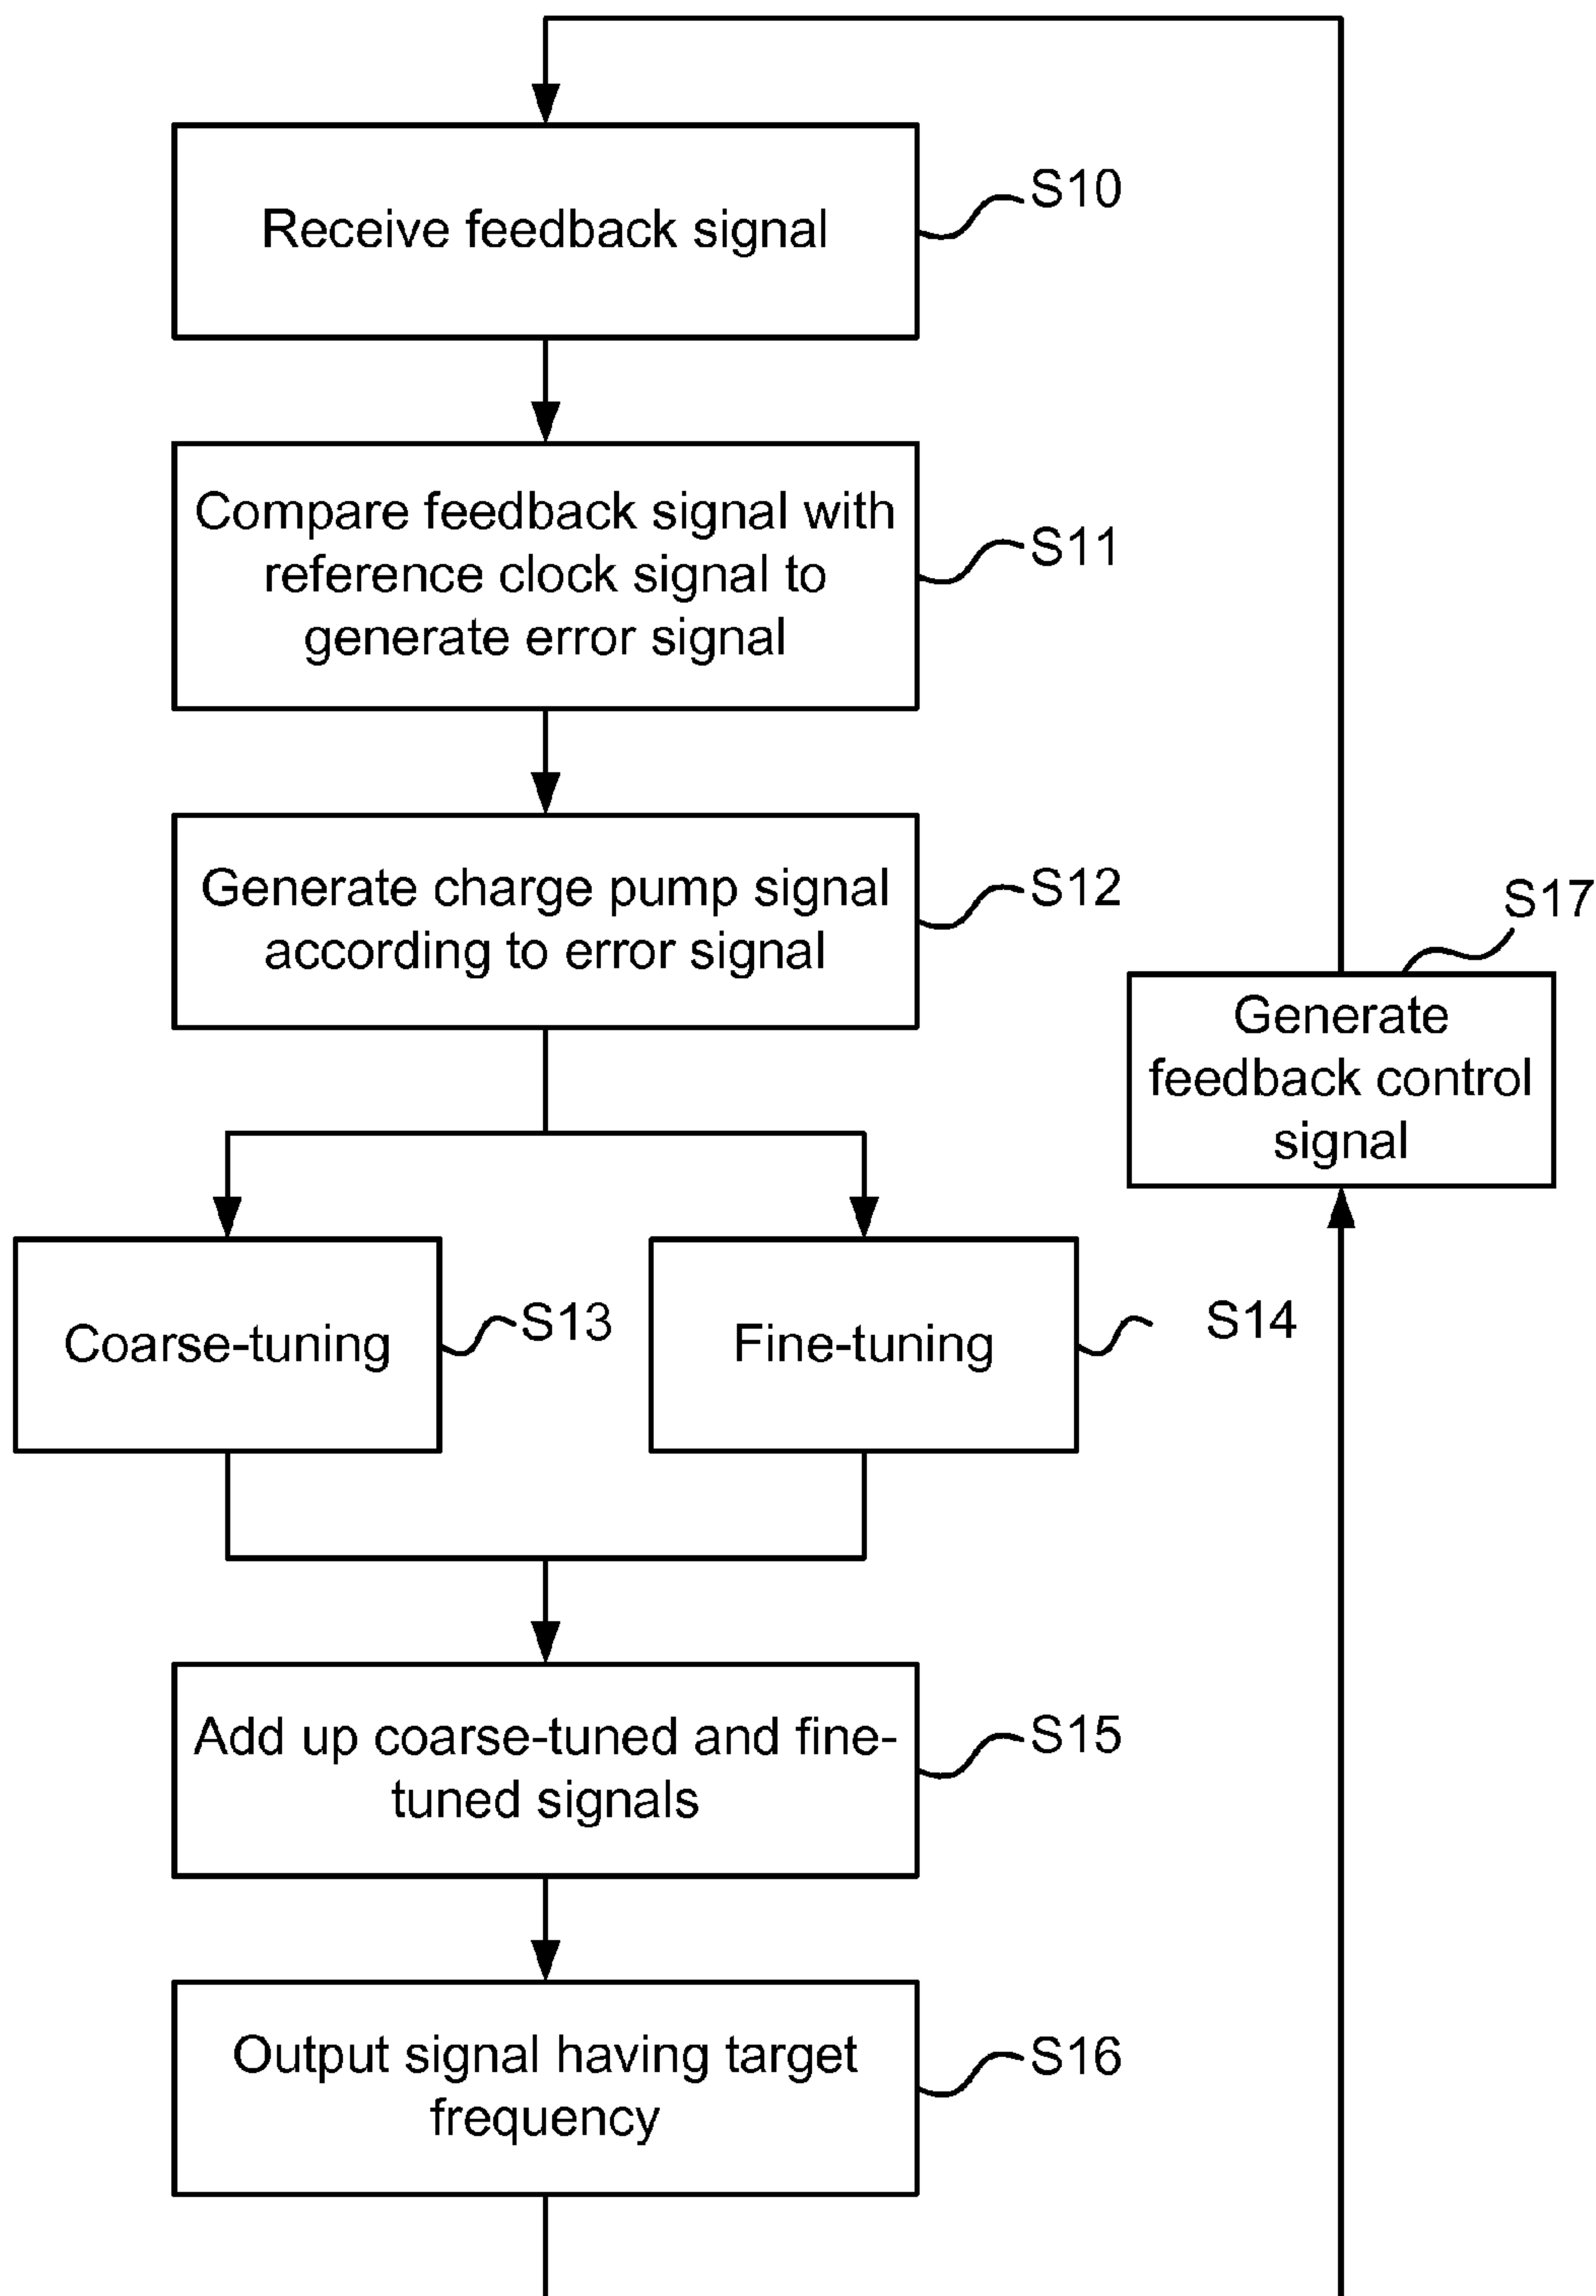 Receive feedback signal
S10
Compare feedback signal with
reference clock signal to
generate error signal
S11
Generate charge pump signal
according to error signal
S12
S17
Generate
feedback control
signal
Coarse-tuning
S13
Fine-tuning
S14
Add up coarse-tuned and fine-
tuned signals
S15
Output signal having target
frequency
S16